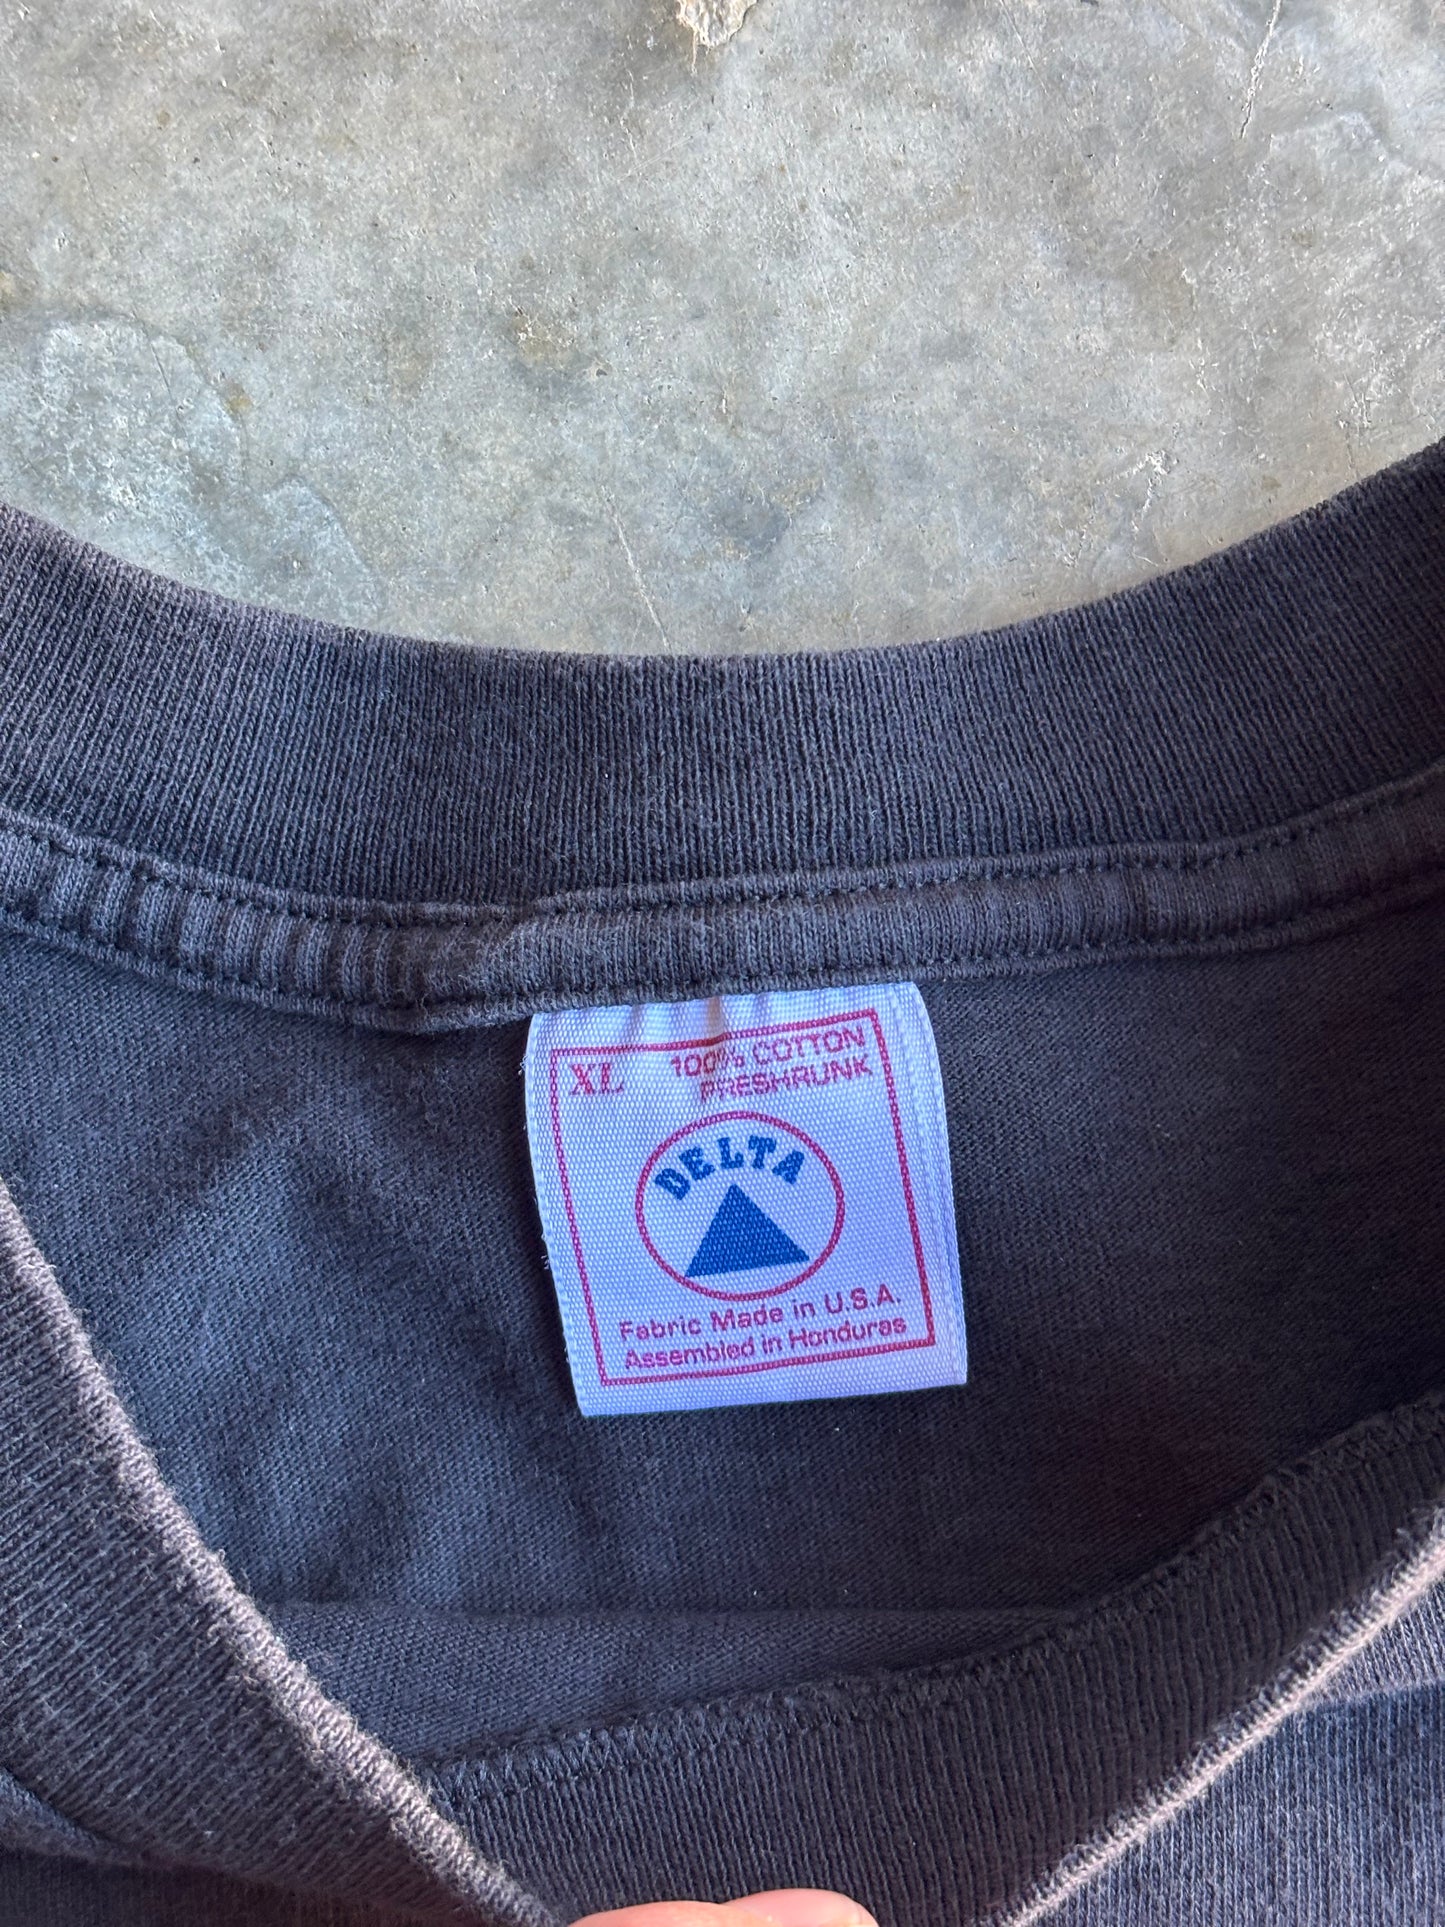 XL 100% COTTON
PRESHRUNK
DELTA
Fabric Made in U.S.A.
Assembled in Honduras